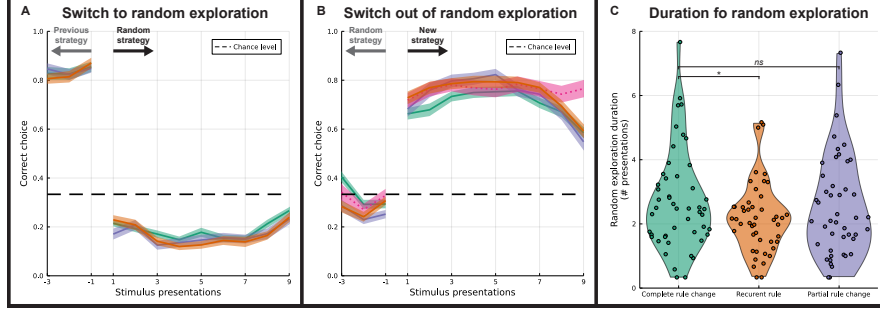 A
Switch to random exploration
Previous
strategy
Random
strategy
Chance level
Correct choice
1.0
0.8
0.6
0.4
0.2
0.0
-3
-1
1
3
5
7
9
Stimulus presentations
B
Switch out of random exploration
Random
strategy
New
strategy
Chance level
Correct choice
1.0
0.8
0.6
0.4
0.2
0.0
-3
-1
1
3
5
7
9
Stimulus presentations
C
Duration fo random exploration
ns
*
Random exploration duration
(# presentations)
8
6
4
2
0
Complete rule change
Recurent rule
Partial rule change